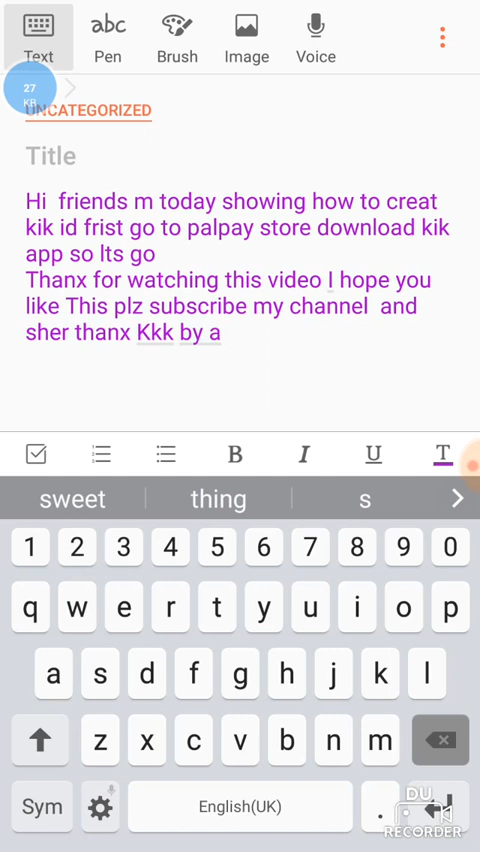 Text
abc
Pen
Brush
Image
Voice
27
KB
UNCATEGORIZED
Title
Hi friends m today showing how to creat
kik id frist go to palpay store download kik
app so lts go
Thanx for watching this video I hope you
like This plz subscribe my channel and
sher thanx Kkk by a
B I U T
sweet thing s
1 2 3 4 5 6 7 8 9 0
q w e r t y u i o p
a s d f g h j k l
z x c v b n m
Sym English(UK) .
DU
RECORDER